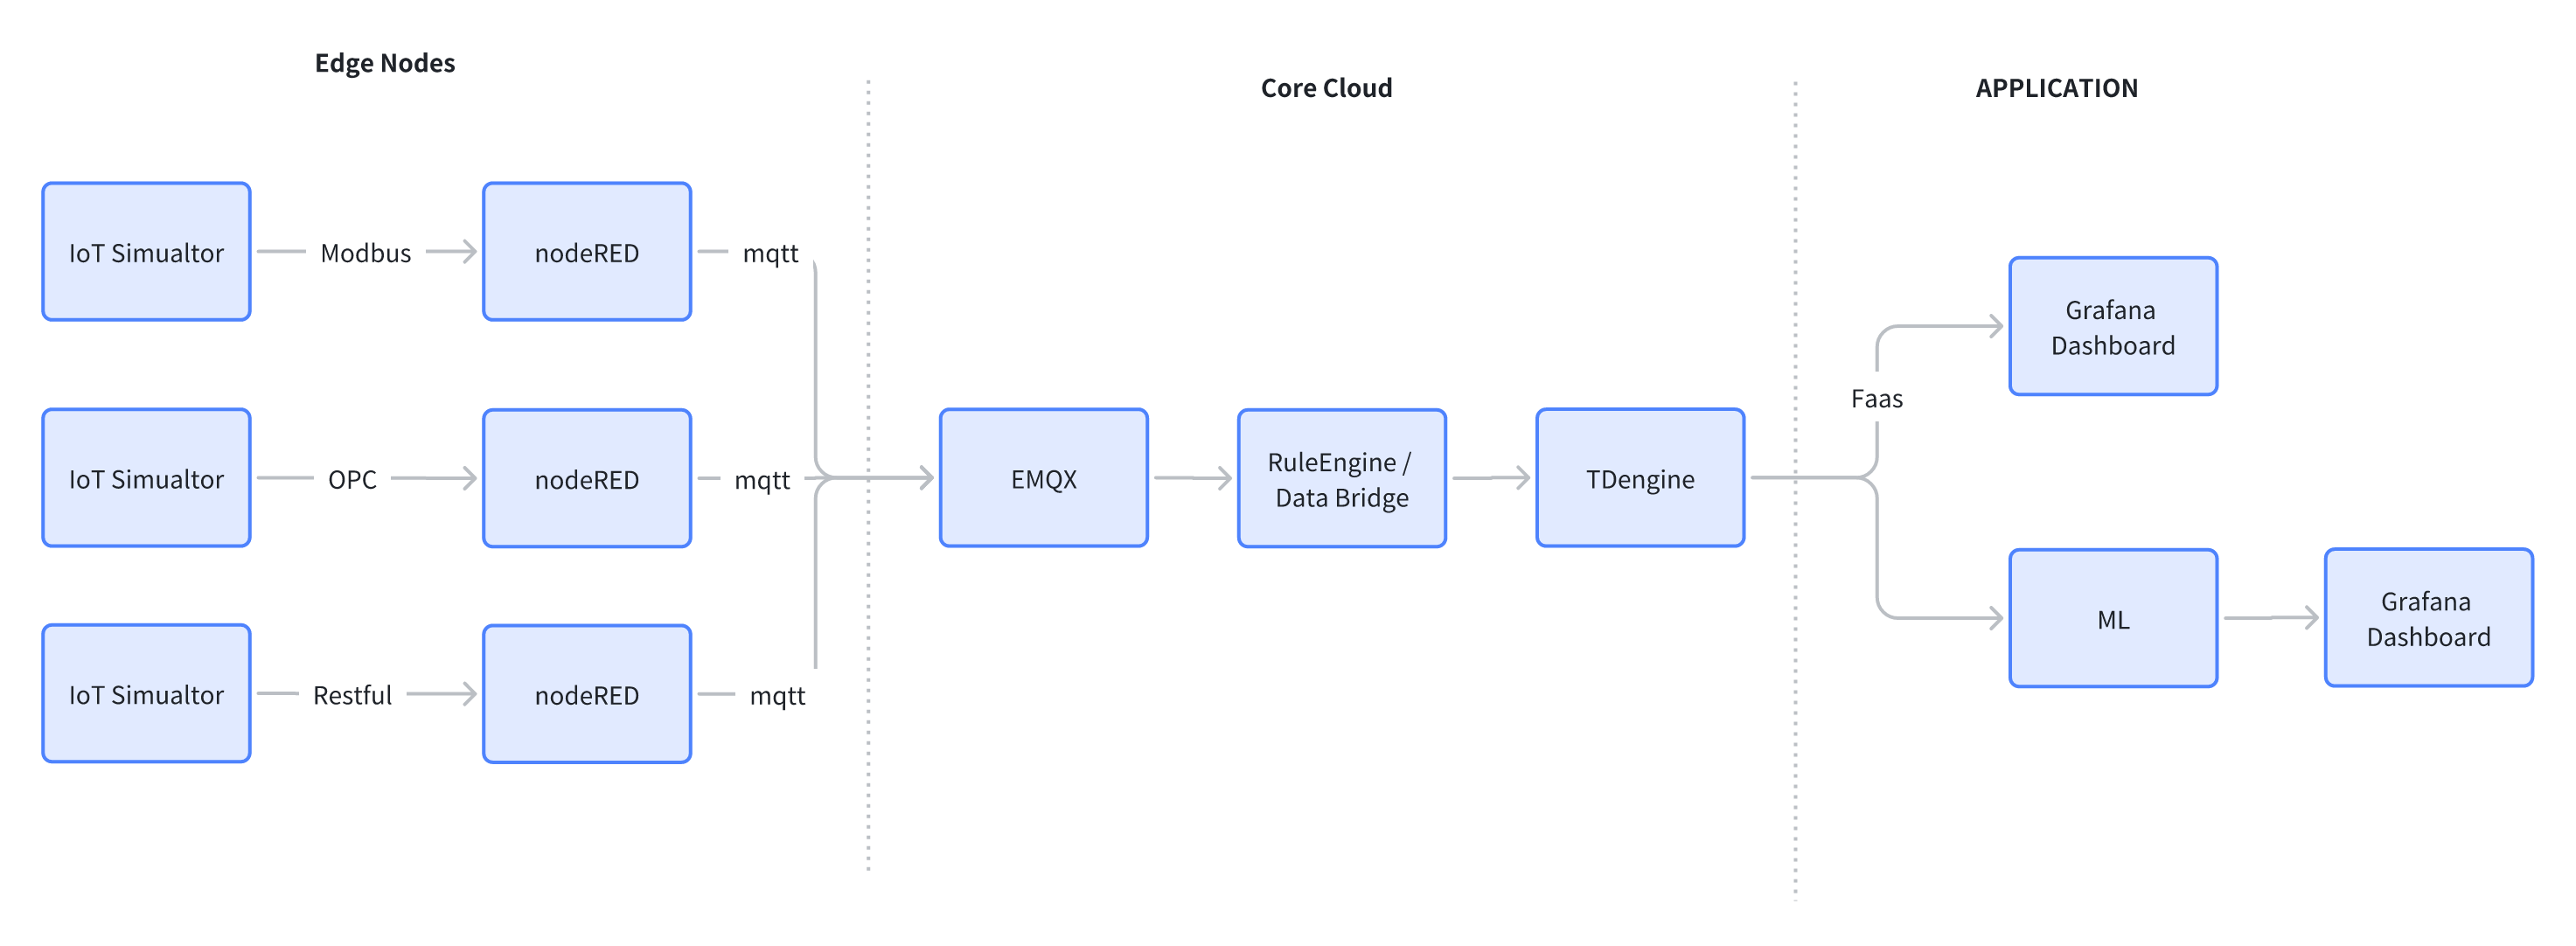 Edge Nodes
Core Cloud
APPLICATION
IoT Simualtor
Modbus
nodeRED
mqtt
IoT Simualtor
OPC
nodeRED
mqtt
IoT Simualtor
Restful
nodeRED
mqtt
EMQX
RuleEngine /
Data Bridge
TDengine
Faas
Grafana
Dashboard
ML
Grafana
Dashboard